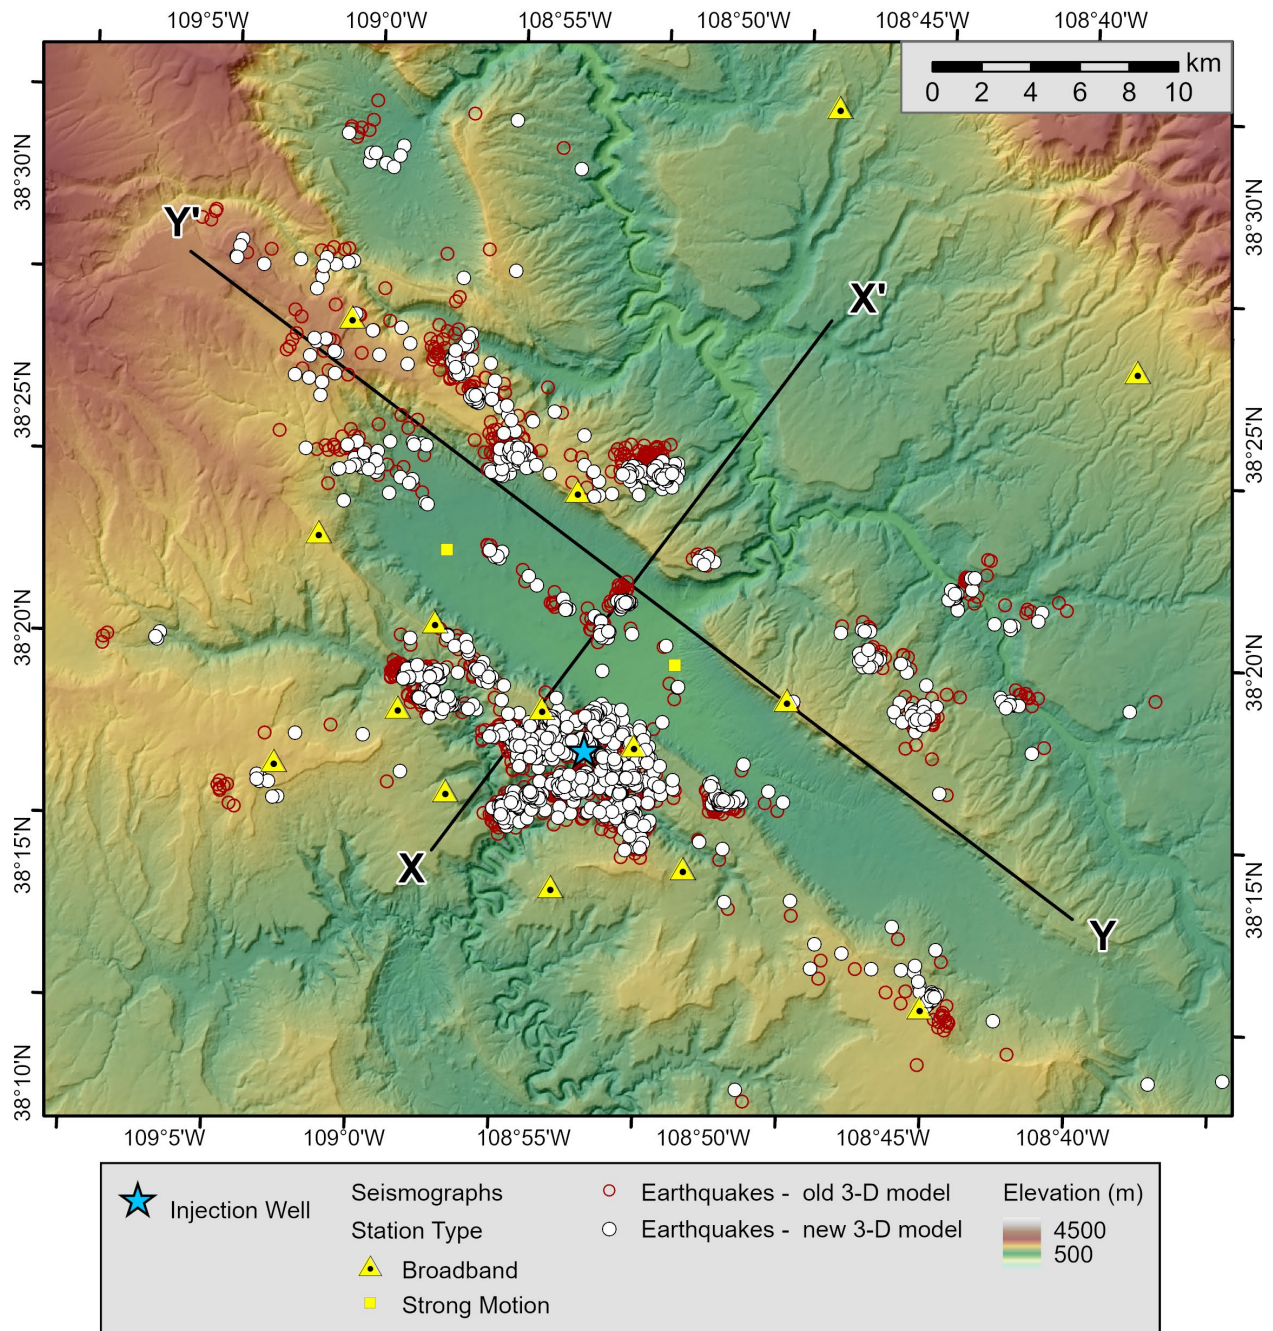 109°5'W 109°0'W 108°55'W 108°50'W 108°45'W 108°40'W
km
0 2 4 6 8 10
38°30'N
38°30'N
Y'
X'
38°25'N
38°25'N
38°20'N
38°20'N
38°15'N
X
38°15'N
Y
38°10'N
109°5'W 109°0'W 108°55'W 108°50'W 108°45'W 108°40'W
Injection Well
Seismographs
Station Type
Broadband
Strong Motion
Earthquakes - old 3-D model
Earthquakes - new 3-D model
Elevation (m)
4500
500